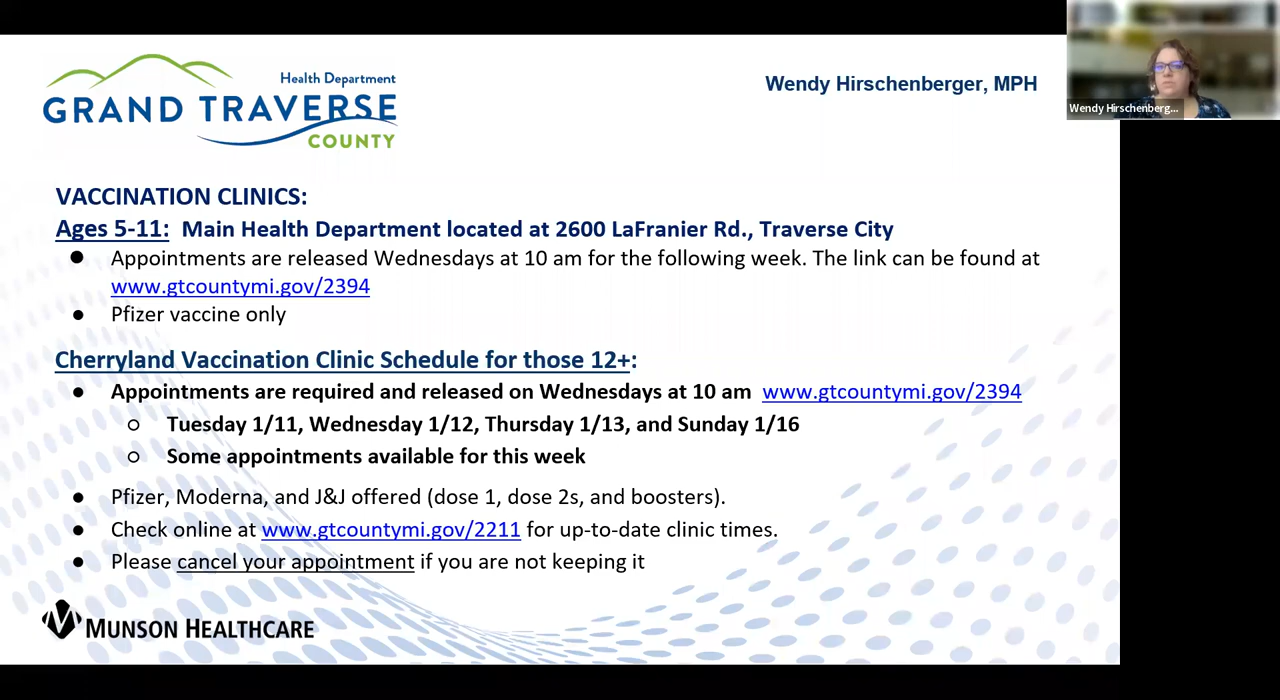 Health Department
GRAND TRAVERSE
COUNTY
Wendy Hirschenberger, MPH
Wendy Hirschenberg...
VACCINATION CLINICS:
Ages 5-11: Main Health Department located at 2600 LaFranier Rd., Traverse City
● Appointments are released Wednesdays at 10 am for the following week. The link can be found at
www.gtcountymi.gov/2394
● Pfizer vaccine only
Cherryland Vaccination Clinic Schedule for those 12+:
● Appointments are required and released on Wednesdays at 10 am www.gtcountymi.gov/2394
○ Tuesday 1/11, Wednesday 1/12, Thursday 1/13, and Sunday 1/16
○ Some appointments available for this week
● Pfizer, Moderna, and J&J offered (dose 1, dose 2s, and boosters).
● Check online at www.gtcountymi.gov/2211 for up-to-date clinic times.
● Please cancel your appointment if you are not keeping it
MUNSON HEALTHCARE